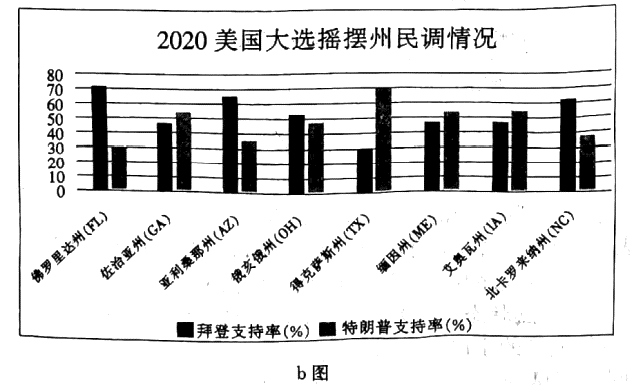 2020 美国大选摇摆州民调情况
80
70
60
50
40
30
20
10
0
佛罗里达州(FL)
佐治亚州(GA)
亚利桑那州(AZ)
俄亥俄州(OH)
得克萨斯州(TX)
缅因州(ME)
艾奥瓦州(IA)
北卡罗来纳州(NC)
拜登支持率(%) 特朗普支持率(%)
b图